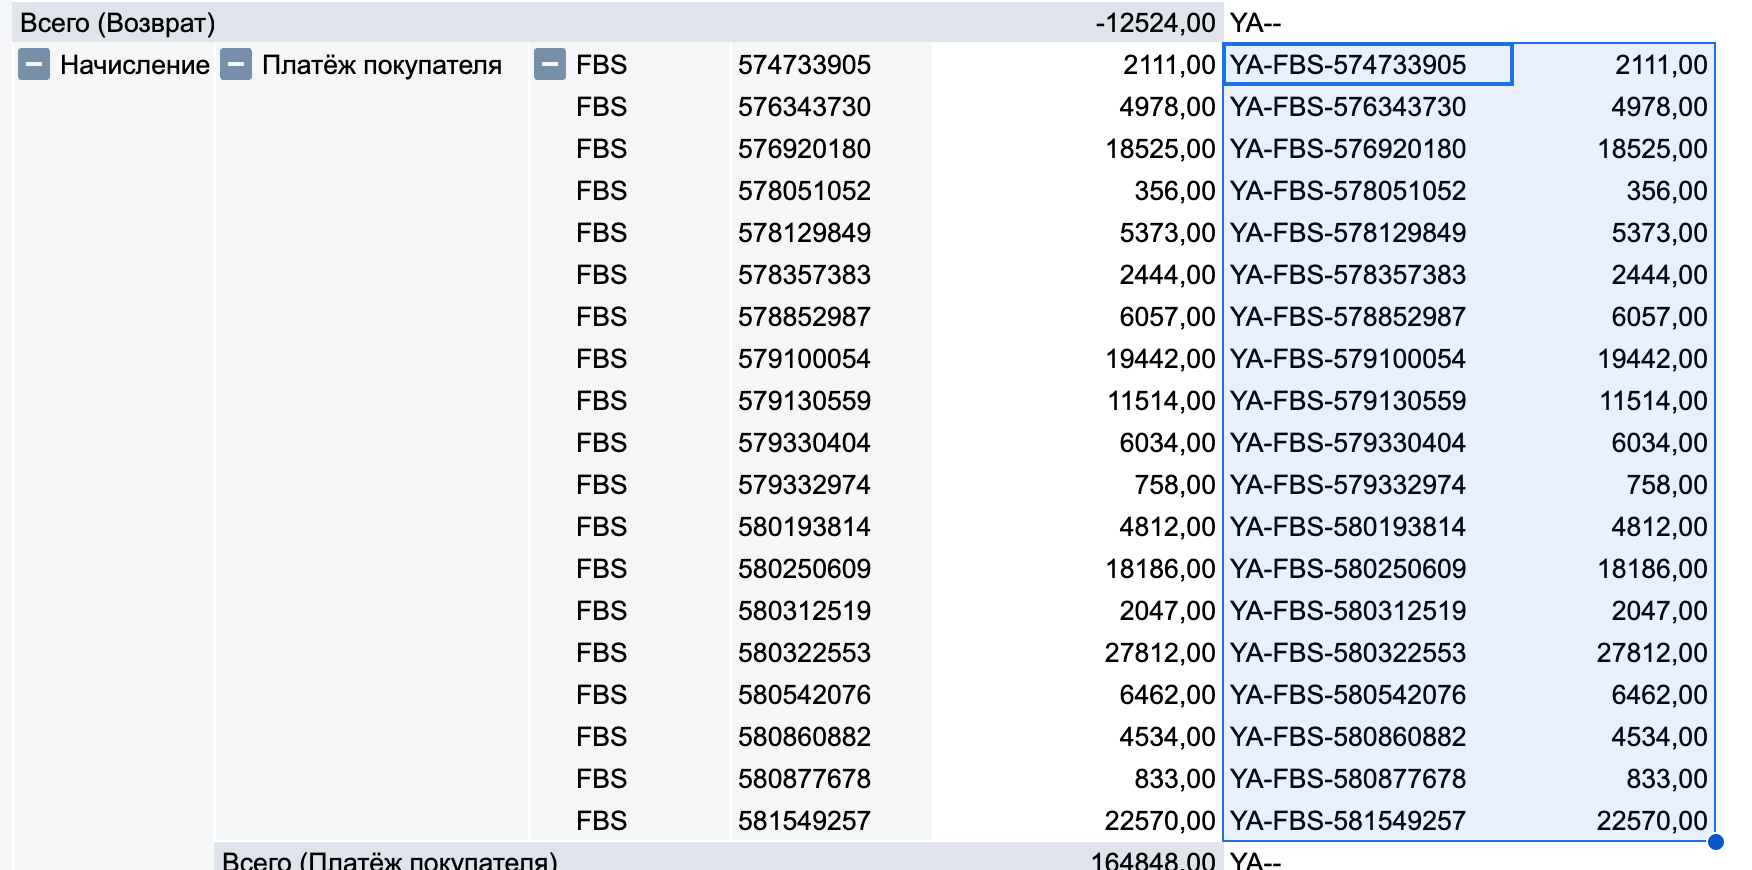 Всего (Возврат) -12524,00 YA--
Начисление Платёж покупателя FBS 574733905 2111,00 YA-FBS-574733905 2111,00
FBS 576343730 4978,00 YA-FBS-576343730 4978,00
FBS 576920180 18525,00 YA-FBS-576920180 18525,00
FBS 578051052 356,00 YA-FBS-578051052 356,00
FBS 578129849 5373,00 YA-FBS-578129849 5373,00
FBS 578357383 2444,00 YA-FBS-578357383 2444,00
FBS 578852987 6057,00 YA-FBS-578852987 6057,00
FBS 579100054 19442,00 YA-FBS-579100054 19442,00
FBS 579130559 11514,00 YA-FBS-579130559 11514,00
FBS 579330404 6034,00 YA-FBS-579330404 6034,00
FBS 579332974 758,00 YA-FBS-579332974 758,00
FBS 580193814 4812,00 YA-FBS-580193814 4812,00
FBS 580250609 18186,00 YA-FBS-580250609 18186,00
FBS 580312519 2047,00 YA-FBS-580312519 2047,00
FBS 580322553 27812,00 YA-FBS-580322553 27812,00
FBS 580542076 6462,00 YA-FBS-580542076 6462,00
FBS 580860882 4534,00 YA-FBS-580860882 4534,00
FBS 580877678 833,00 YA-FBS-580877678 833,00
FBS 581549257 22570,00 YA-FBS-581549257 22570,00
Всего (Платёж покупателя) 164848,00 YA--